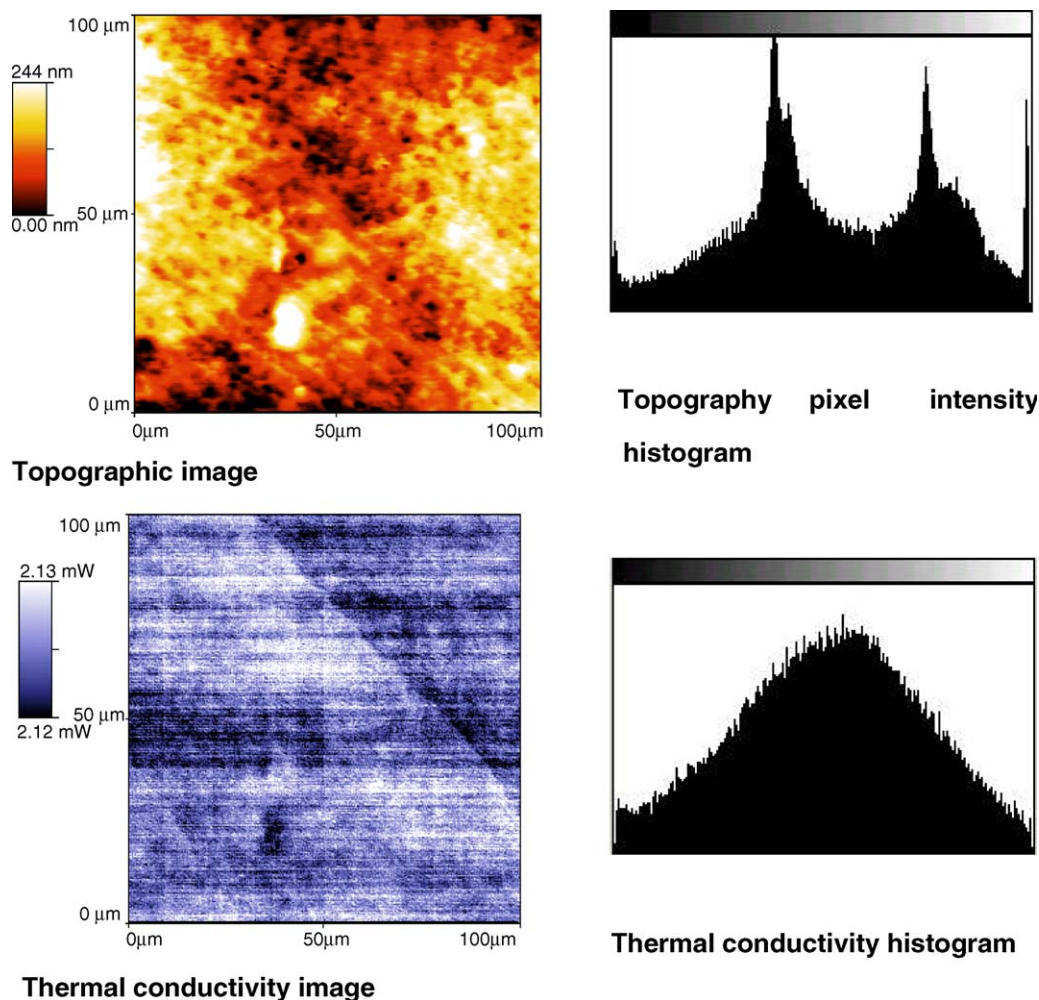 100 µm
244 nm
50 µm
0.00 nm
0 µm
0µm 50µm 100µm
Topographic image
Topography pixel intensity
histogram
100 µm
2.13 mW
50 µm
2.12 mW
0 µm
0µm 50µm 100µm
Thermal conductivity image
Thermal conductivity histogram